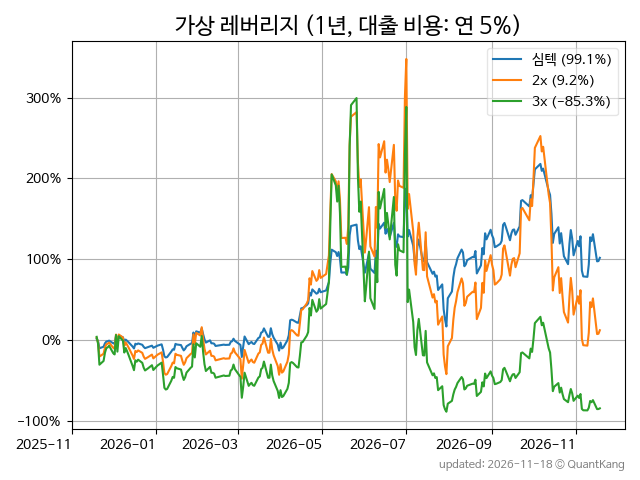 가상 레버리지 (1년, 대출 비용: 연 5%)
심텍 (99.1%)
2x (9.2%)
3x (−85.3%)
300%
200%
100%
0%
−100%
2025-11
2026-01
2026-03
2026-05
2026-07
2026-09
2026-11
updated: 2026-11-18 © QuantKang